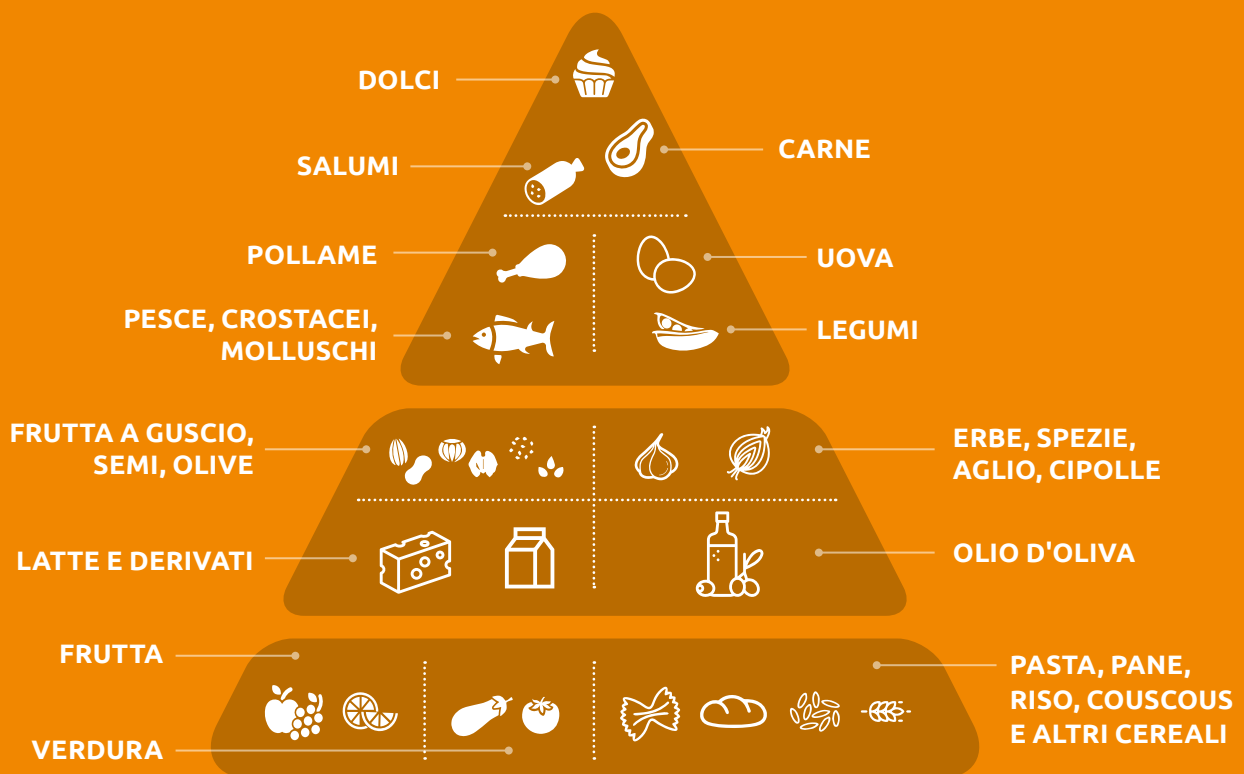 DOLCI
CARNE
SALUMI
POLLAME
UOVA
PESCE, CROSTACEI,
MOLLUSCHI
LEGUMI
FRUTTA A GUSCIO,
SEMI, OLIVE
ERBE, SPEZIE,
AGLIO, CIPOLLE
LATTE E DERIVATI
OLIO D'OLIVA
FRUTTA
PASTA, PANE,
RISO, COUSCOUS
E ALTRI CEREALI
VERDURA